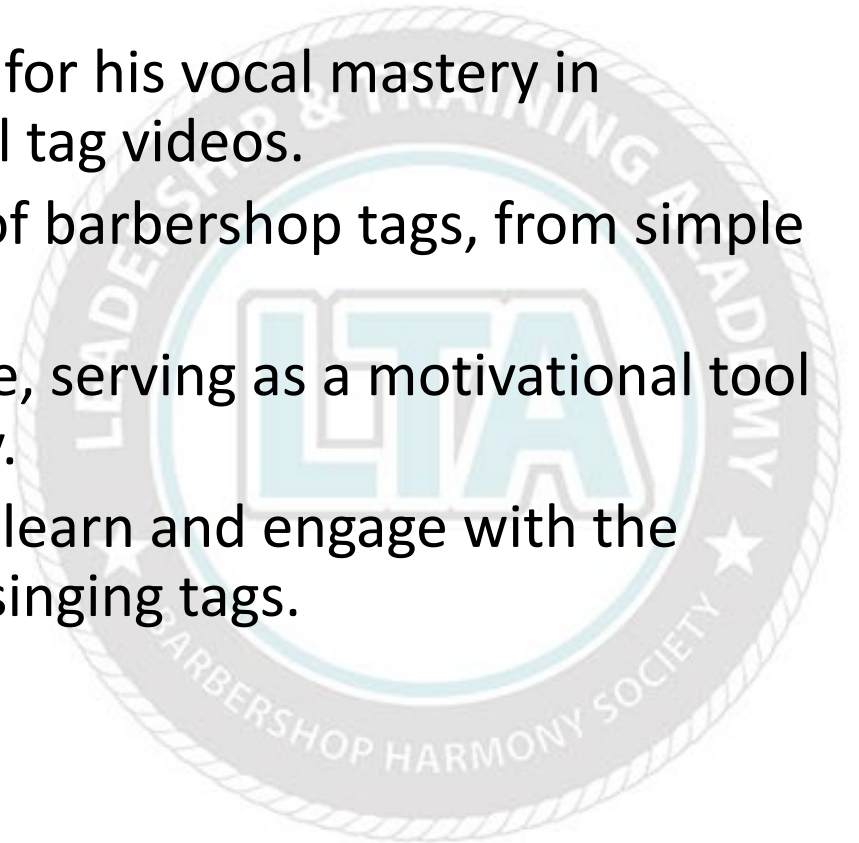 for his vocal mastery in
l tag videos.
of barbershop tags, from simple
e, serving as a motivational tool
y.
learn and engage with the
singing tags.
LEADERSHIP & TRAINING ACADEMY
LTA
BARBERSHOP HARMONY SOCIETY